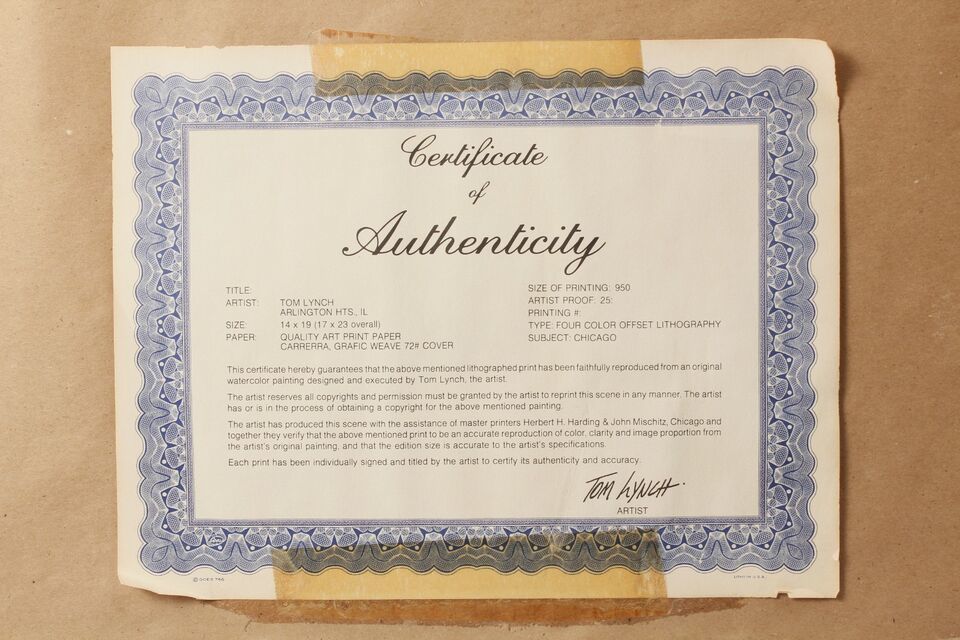 Certificate
of
Authenticity
TITLE:
ARTIST: TOM LYNCH
ARLINGTON HTS., IL
SIZE: 14 x 19 (17 x 23 overall)
PAPER: QUALITY ART PRINT PAPER
CARRERRA, GRAFIC WEAVE 72# COVER
SIZE OF PRINTING: 950
ARTIST PROOF: 25:
PRINTING #:
TYPE: FOUR COLOR OFFSET LITHOGRAPHY
SUBJECT: CHICAGO
This certificate hereby guarantees that the above mentioned lithographed print has been faithfully reproduced from an original
watercolor painting designed and executed by Tom Lynch, the artist.
The artist reserves all copyrights and permission must be granted by the artist to reprint this scene in any manner. The artist
has or is in the process of obtaining a copyright for the above mentioned painting.
The artist has produced this scene with the assistance of master printers Herbert H. Harding & John Mischitz, Chicago and
together they verify that the above mentioned print to be an accurate reproduction of color, clarity and image proportion from
the artist's original painting, and that the edition size is accurate to the artist's specifications.
Each print has been individually signed and titled by the artist to certify its authenticity and accuracy.
TOM LYNCH.
ARTIST
© GOES 746
LITHO IN U.S.A.